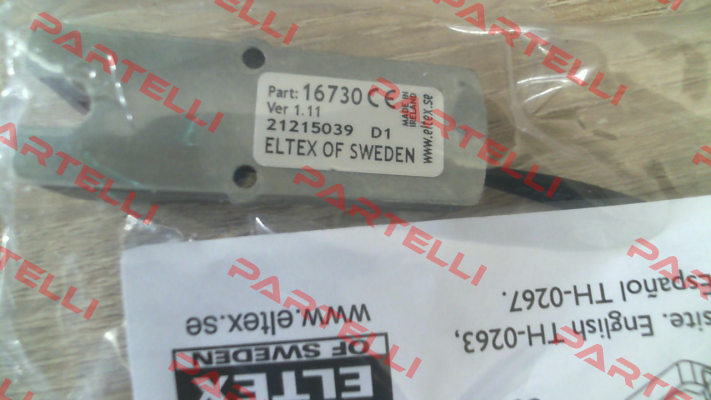 Part: 16730 CE
Ver 1.11
21215039 D1
ELTEX OF SWEDEN
MADE IN
IRELAND
www.eltex.se
site. English TH-0263,
Español TH-0267.
www.eltex.se
ELTEX
OF SWEDEN
PARTELLI
PARTELLI
PARTELLI
PARTELLI
PARTELLI
PARTELLI
PARTELLI